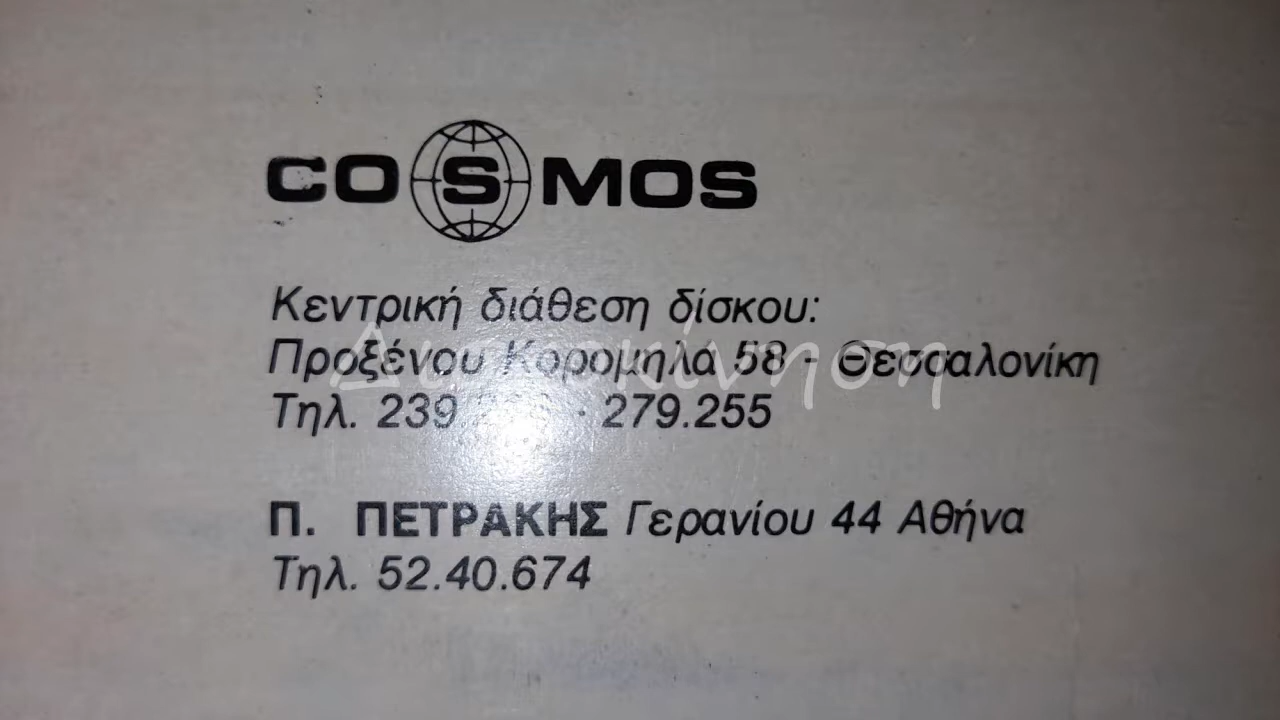 COSMOS
Κεντρική διάθεση δίσκου:
Προξένου Κορομηλά 58 - Θεσσαλονίκη
Τηλ. 239. · 279.255
Π. ΠΕΤΡΑΚΗΣ Γερανίου 44 Αθήνα
Τηλ. 52.40.674
Διασκίνηση